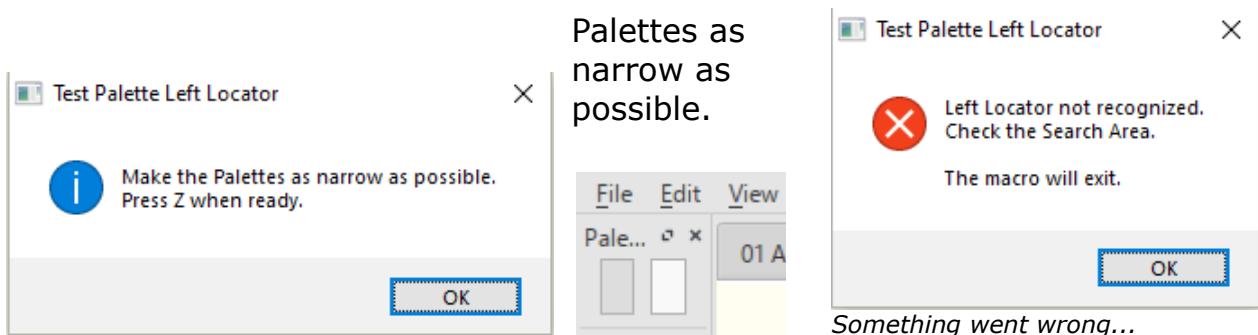 Test Palette Left Locator
Make the Palettes as narrow as possible.
Press Z when ready.
OK
Palettes as
narrow as
possible.
File Edit View
Pale...
01 A
Test Palette Left Locator
Left Locator not recognized.
Check the Search Area.
The macro will exit.
OK
Something went wrong...